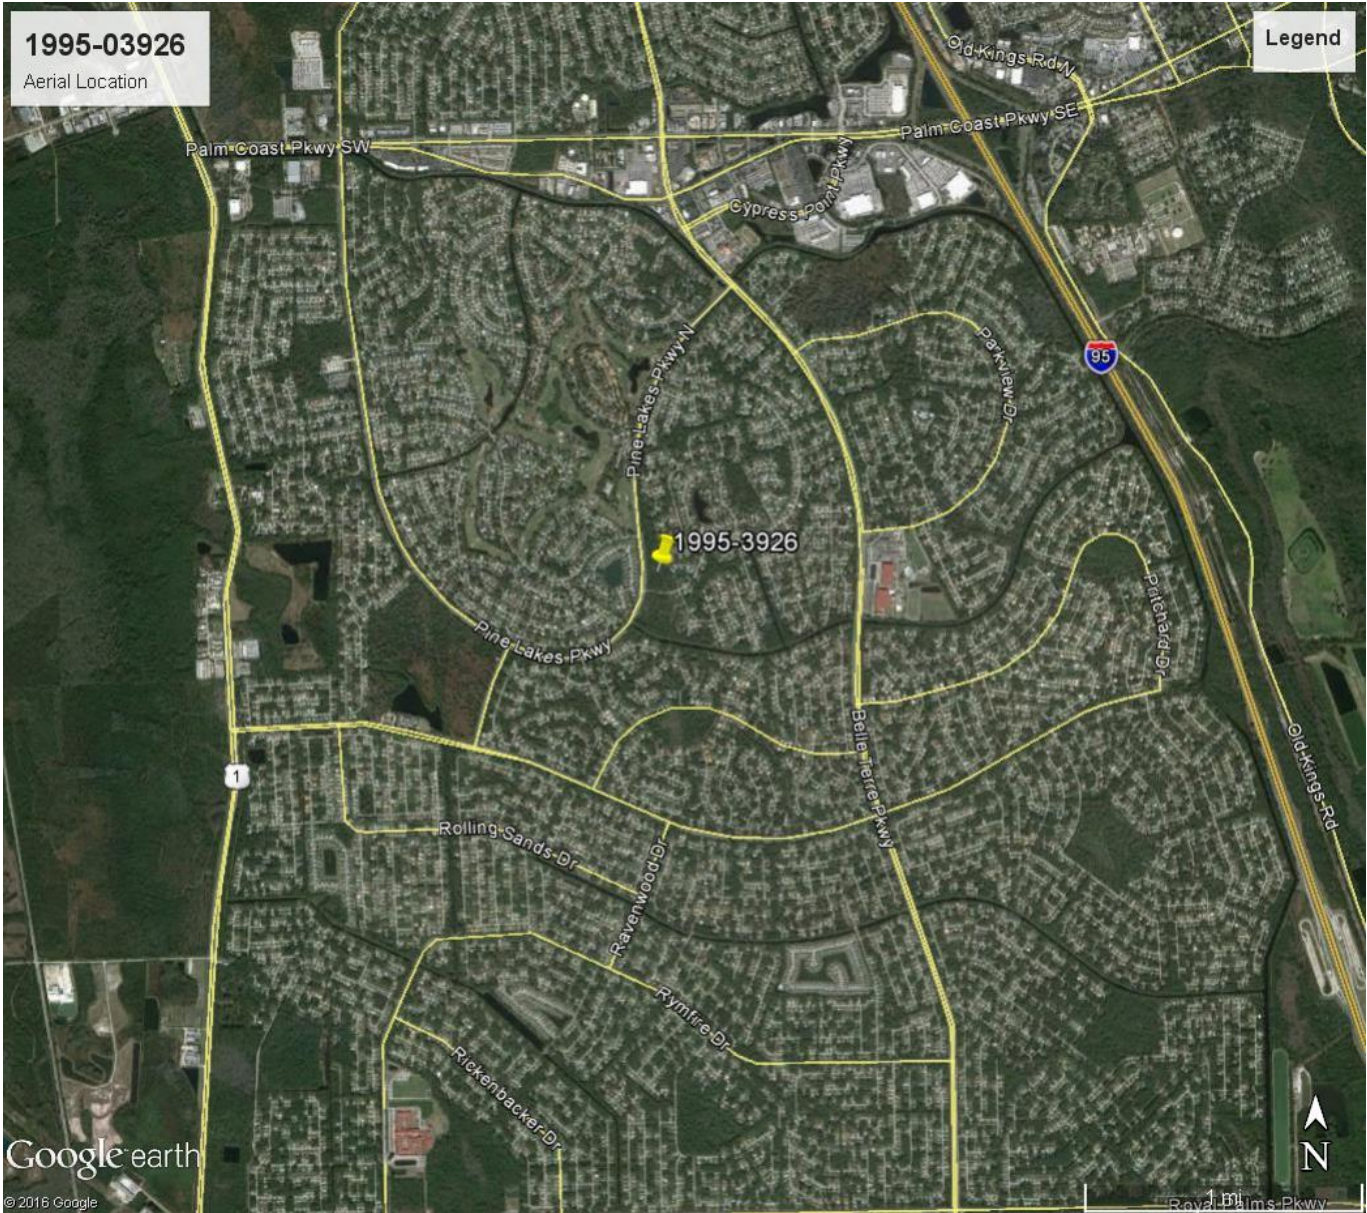 1995-03926
Aerial Location
Legend
Old Kings Rd N
Palm Coast Pkwy SE
Palm Coast Pkwy SW
Cypress Point Pkwy
Pine Lakes Pkwy N
Parkview Dr
95
1995-3926
Pine Lakes Pkwy
Pritchard Dr
Belle Terre Pkwy
Old Kings Rd
1
Rolling Sands Dr
Ravenwood Dr
Rymfire Dr
Rickenbacker Dr
N
Google earth
© 2016 Google
1 mi
Royal Palms Pkwy